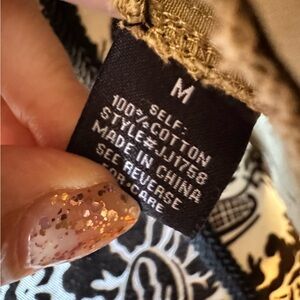 M
SELF:
100% COTTON
STYLE#JJ1758
MADE IN CHINA
SEE REVERSE
FOR CARE